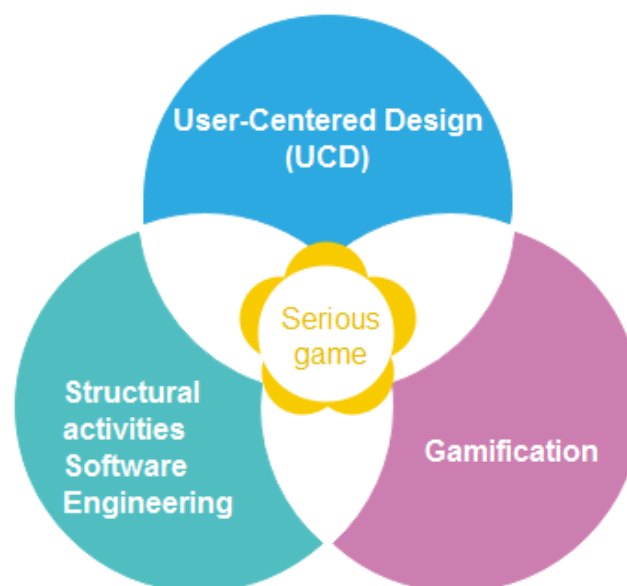 User-Centered Design
(UCD)
Serious
game
Structural
activities
Software
Engineering
Gamification